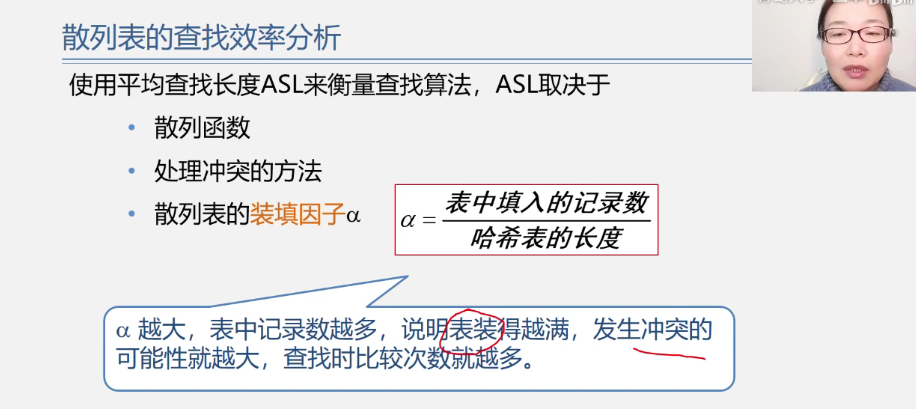 散列表的查找效率分析
使用平均查找长度ASL来衡量查找算法，ASL取决于
• 散列函数
• 处理冲突的方法
• 散列表的装填因子α
α = 表中填入的记录数
哈希表的长度
α 越大，表中记录数越多，说明表装得越满，发生冲突的
可能性就越大，查找时比较次数就越多。